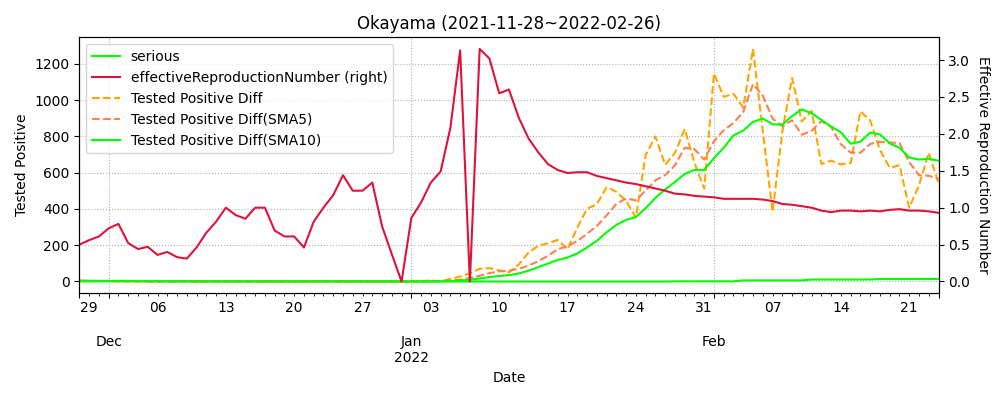 Okayama (2021-11-28~2022-02-26)
serious
effectiveReproductionNumber (right)
Tested Positive Diff
Tested Positive Diff(SMA5)
Tested Positive Diff(SMA10)
Tested Positive
1200
1000
800
600
400
200
0
Effective Reproduction Number
3.0
2.5
2.0
1.5
1.0
0.5
0.0
29 06 13 20 27 03 10 17 24 31 07 14 21
Dec Jan Feb
2022
Date